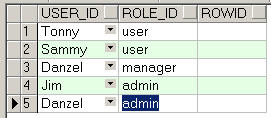 USER_ID ROLE_ID ROWID
1 Tonny user
2 Sammy user
3 Danzel manager
4 Jim admin
5 Danzel admin